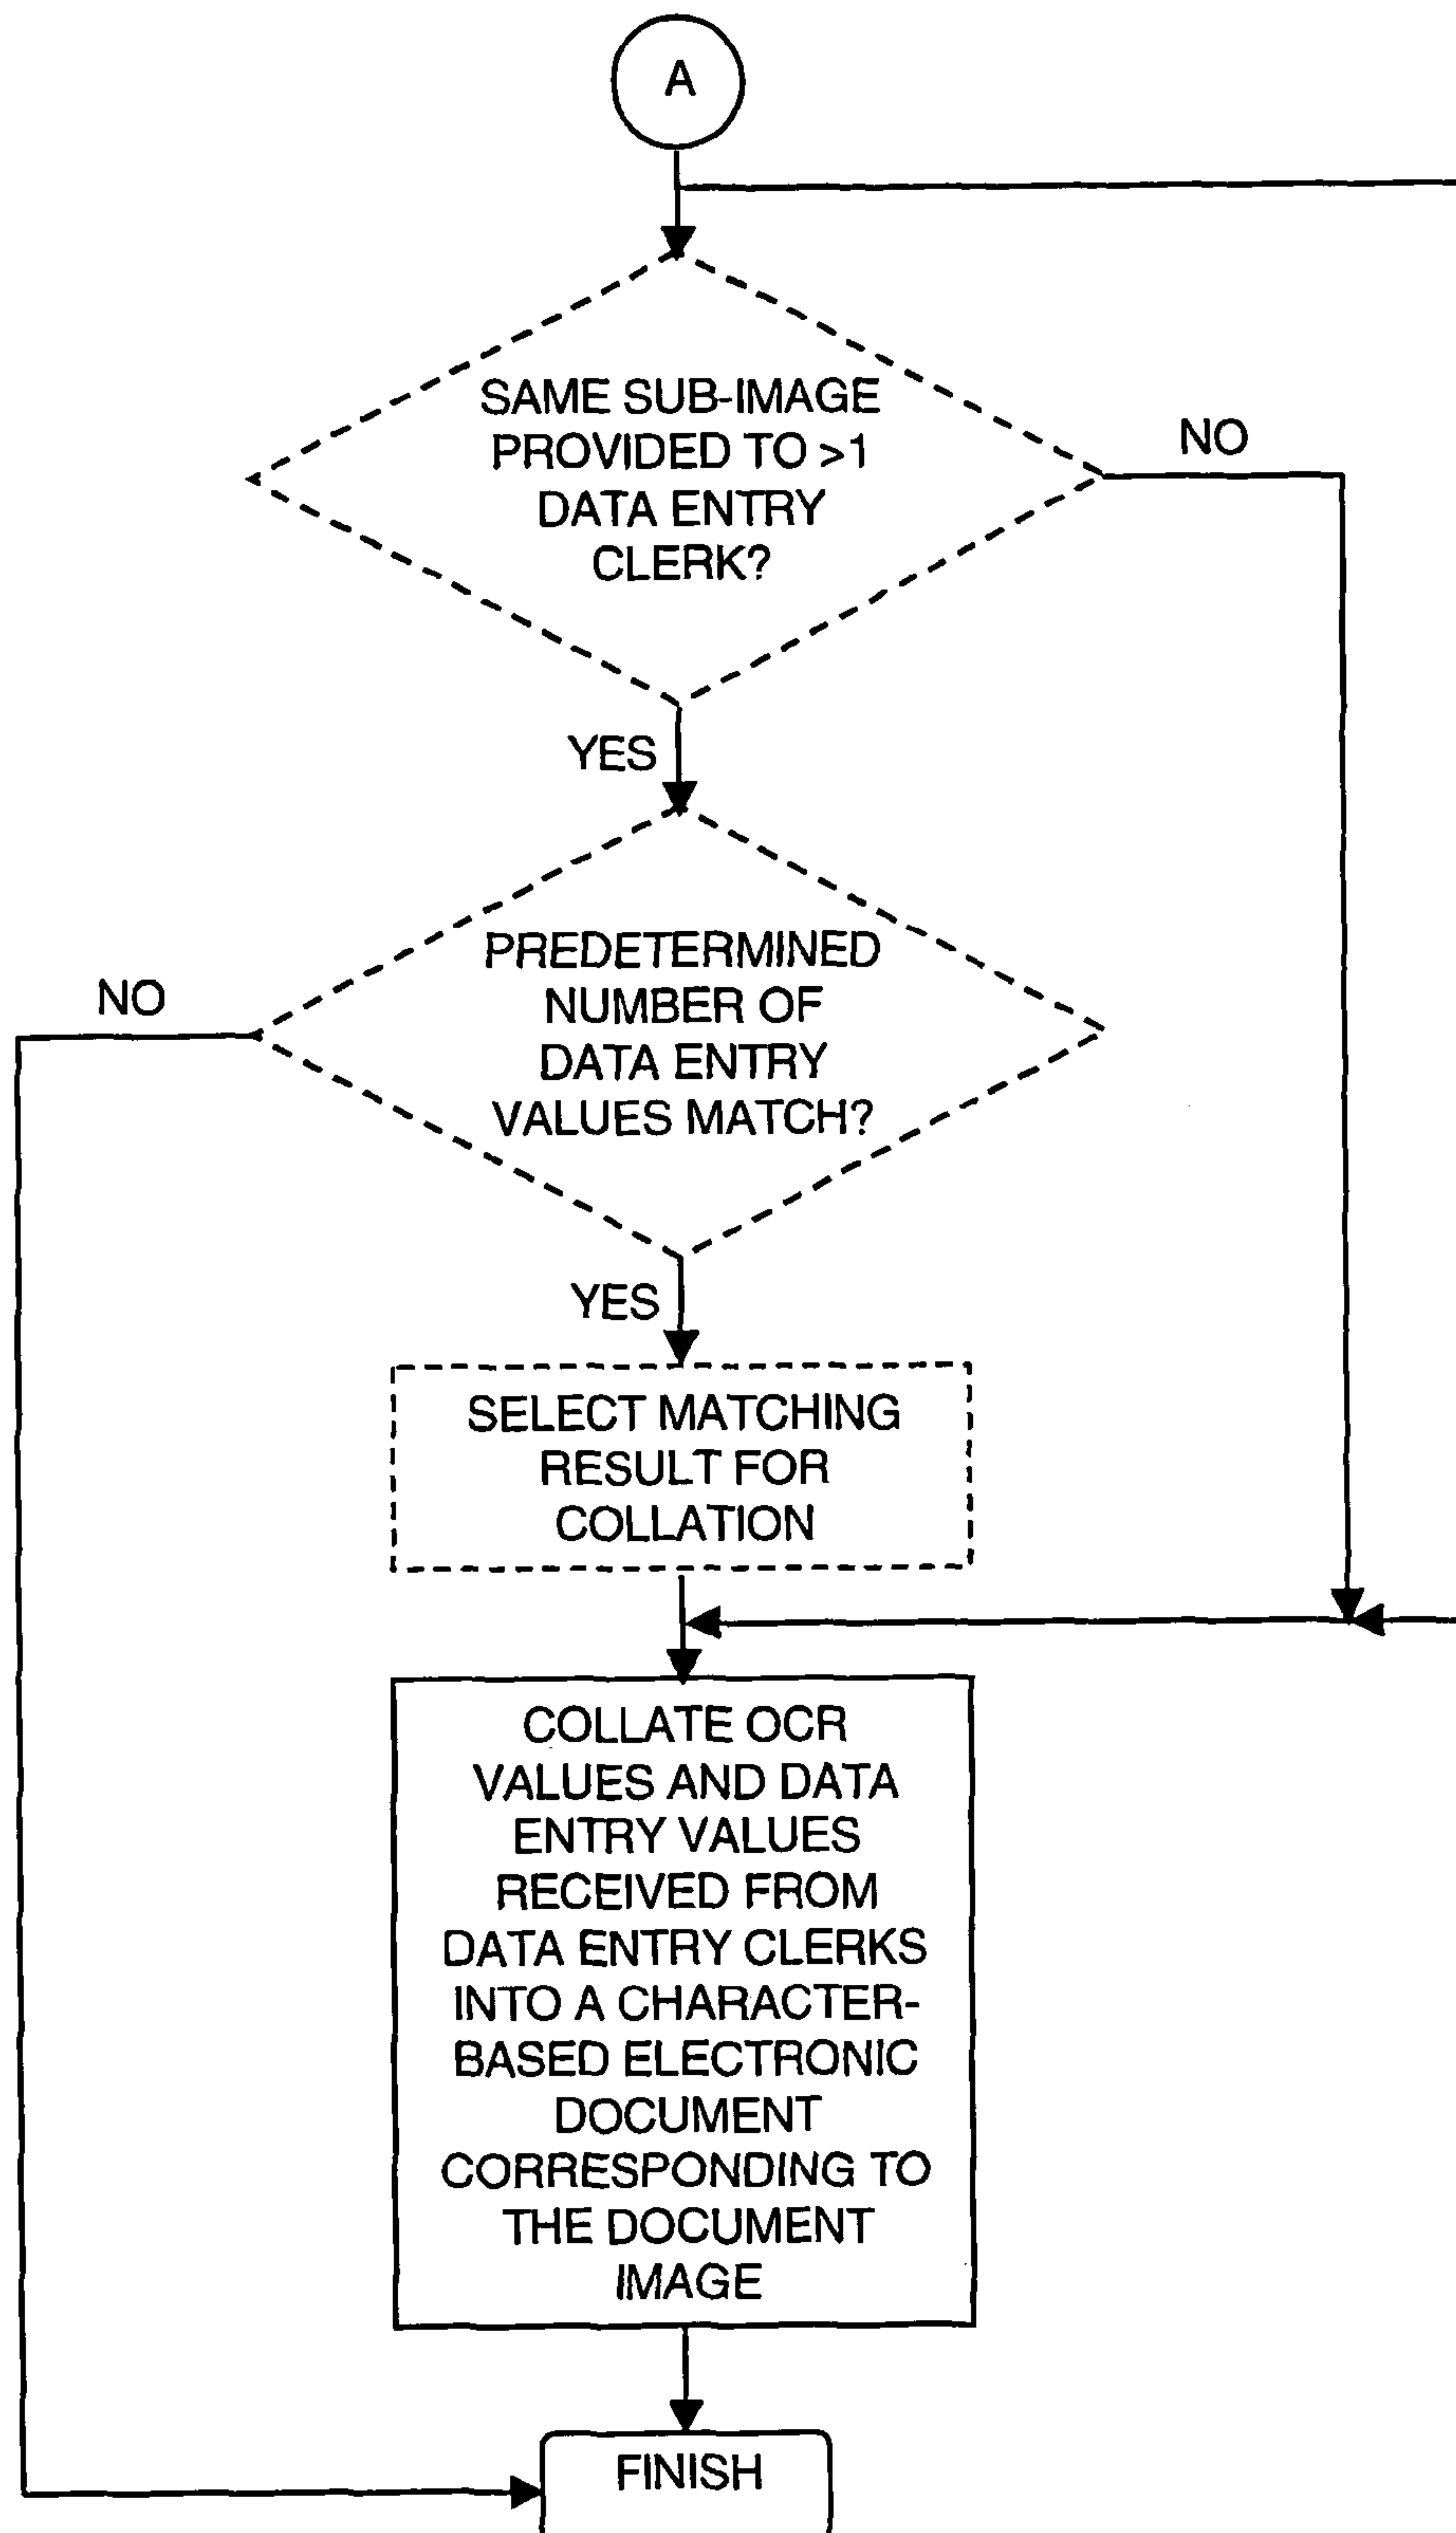 A
SAME SUB-IMAGE
PROVIDED TO >1
DATA ENTRY
CLERK?
NO
YES
PREDETERMINED
NUMBER OF
DATA ENTRY
VALUES MATCH?
NO
YES
SELECT MATCHING
RESULT FOR
COLLATION
COLLATE OCR
VALUES AND DATA
ENTRY VALUES
RECEIVED FROM
DATA ENTRY CLERKS
INTO A CHARACTER-
BASED ELECTRONIC
DOCUMENT
CORRESPONDING TO
THE DOCUMENT
IMAGE
FINISH